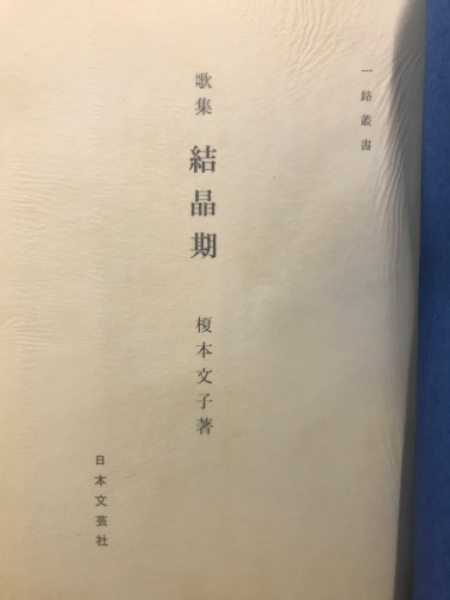 一路叢書
歌集 結晶期 榎本文子著
日本文芸社